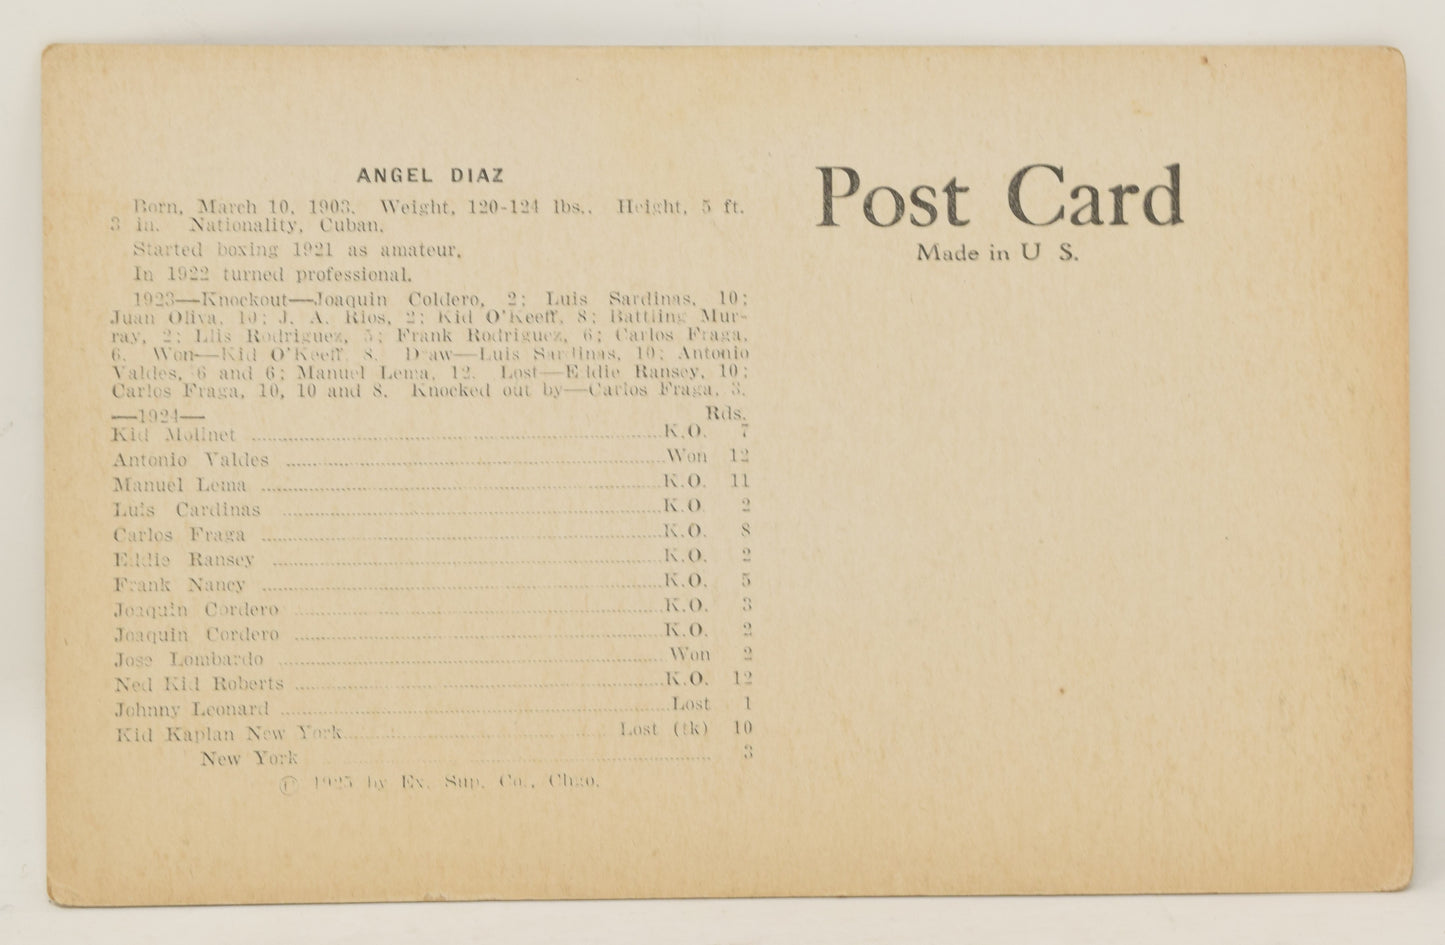 ANGEL DIAZ
Born, March 10, 1903. Weight, 120-124 lbs.. Height, 5 ft.
3 in. Nationality, Cuban.
Started boxing 1921 as amateur.
In 1922 turned professional.
1923—Knockout—Joaquin Coldero, 2; Luis Sardinas, 10;
Juan Oliva, 10; J. A. Rios, 2; Kid O'Keeff, 8; Battling Mur-
ray, 2; Llis Rodriguez, 5; Frank Rodriguez, 6; Carlos Fraga,
6. Won—Kid O'Keeff, 8. Draw—Luis Sardinas, 10; Antonio
Valdes, 6 and 6; Manuel Lema, 12. Lost—Eddie Ransey, 10;
Carlos Fraga, 10, 10 and 8. Knocked out by—Carlos Fraga, 3.
—1924— Rds.
Kid Molinet K.O. 7
Antonio Valdes Won 12
Manuel Lema K.O. 11
Luis Cardinas K.O. 2
Carlos Fraga K.O. 8
Eddie Ransey K.O. 2
Frank Nancy K.O. 5
Joaquin Cordero K.O. 3
Joaquin Cordero K.O. 2
Jose Lombardo Won 2
Ned Kid Roberts K.O. 12
Johnny Leonard Lost 1
Kid Kaplan New York Lost (tk) 10
New York 3
© 1925 by Ex. Sup. Co., Chgo.
Post Card
Made in U S.